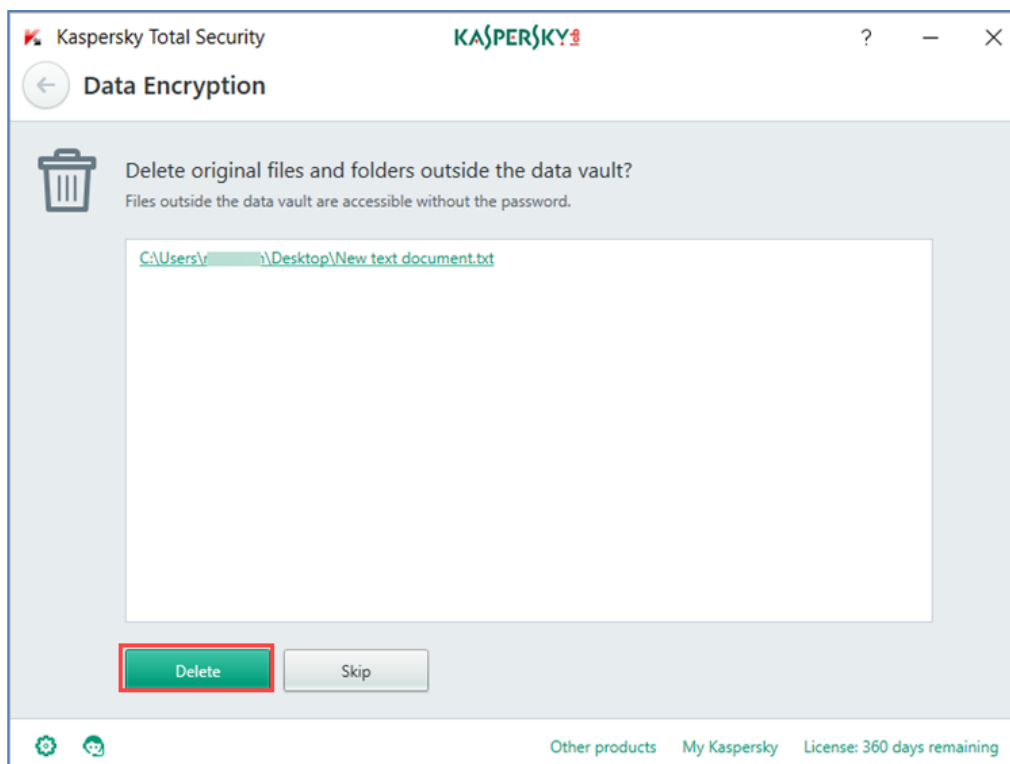 Kaspersky Total Security
KASPERSKY lab
?
Data Encryption
Delete original files and folders outside the data vault?
Files outside the data vault are accessible without the password.
C:\Users\ \Desktop\New text document.txt
Delete
Skip
Other products
My Kaspersky
License: 360 days remaining